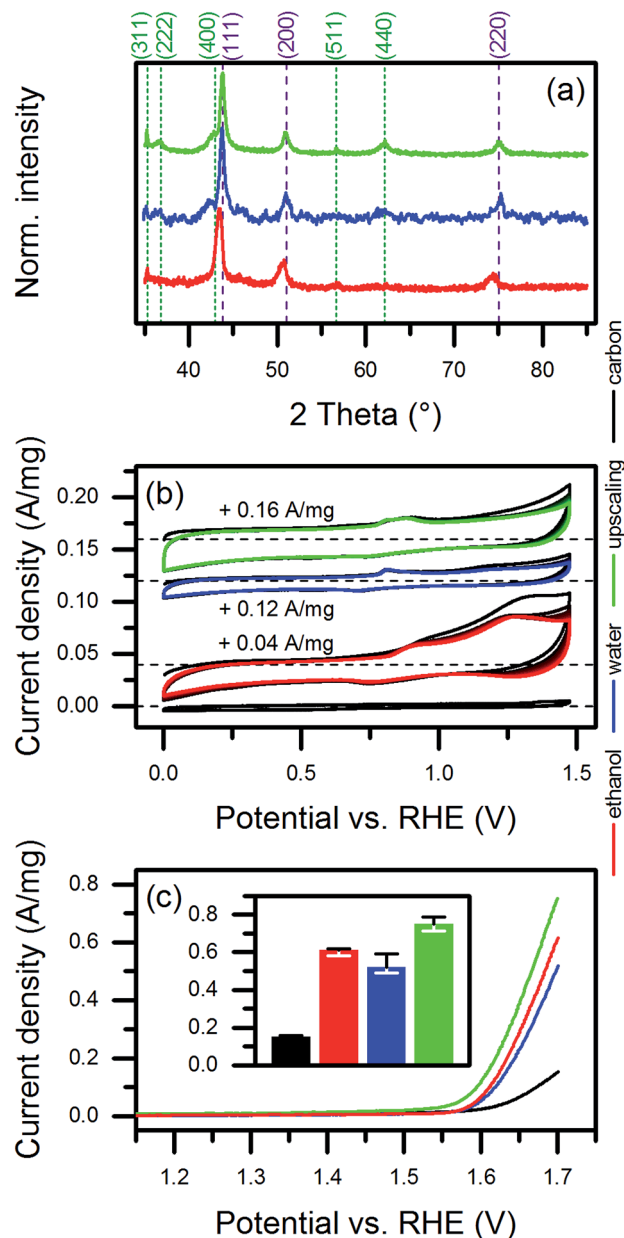 (311) (222) (400) (111) (200) (511) (440) (220)
(a)
Norm. intensity
40 50 60 70 80
2 Theta (°)
(b)
+ 0.16 A/mg
+ 0.12 A/mg
+ 0.04 A/mg
Current density (A/mg)
0.20
0.15
0.10
0.05
0.00
0.0 0.5 1.0 1.5
Potential vs. RHE (V)
ethanol water upscaling carbon
(c)
Current density (A/mg)
0.8
0.6
0.4
0.2
0.0
0.8
0.6
0.4
0.2
0.0
1.2 1.3 1.4 1.5 1.6 1.7
Potential vs. RHE (V)